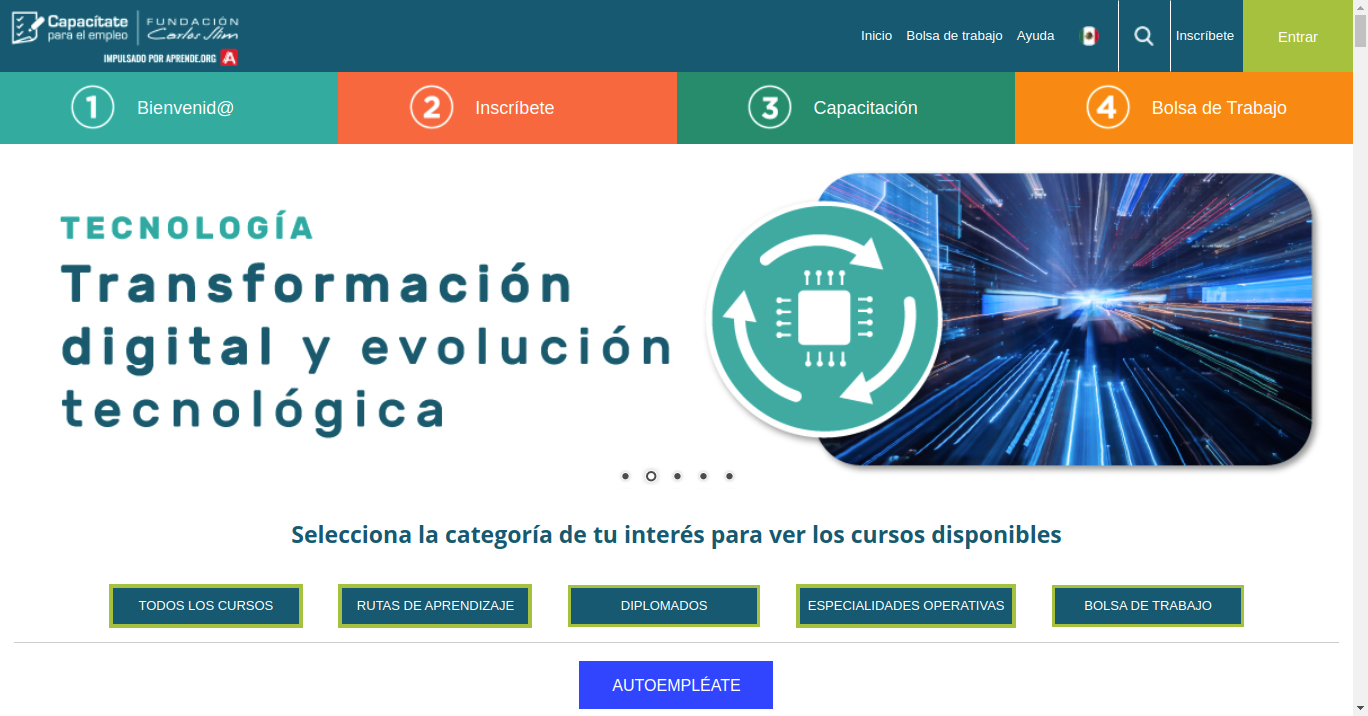 Capacítate
para el empleo
FUNDACIÓN
Carlos Slim
IMPULSADO POR APRENDE.ORG A
Inicio Bolsa de trabajo Ayuda Inscríbete Entrar
1 Bienvenid@
2 Inscríbete
3 Capacitación
4 Bolsa de Trabajo
TECNOLOGÍA
Transformación
digital y evolución
tecnológica
Selecciona la categoría de tu interés para ver los cursos disponibles
TODOS LOS CURSOS
RUTAS DE APRENDIZAJE
DIPLOMADOS
ESPECIALIDADES OPERATIVAS
BOLSA DE TRABAJO
AUTOEMPLÉATE